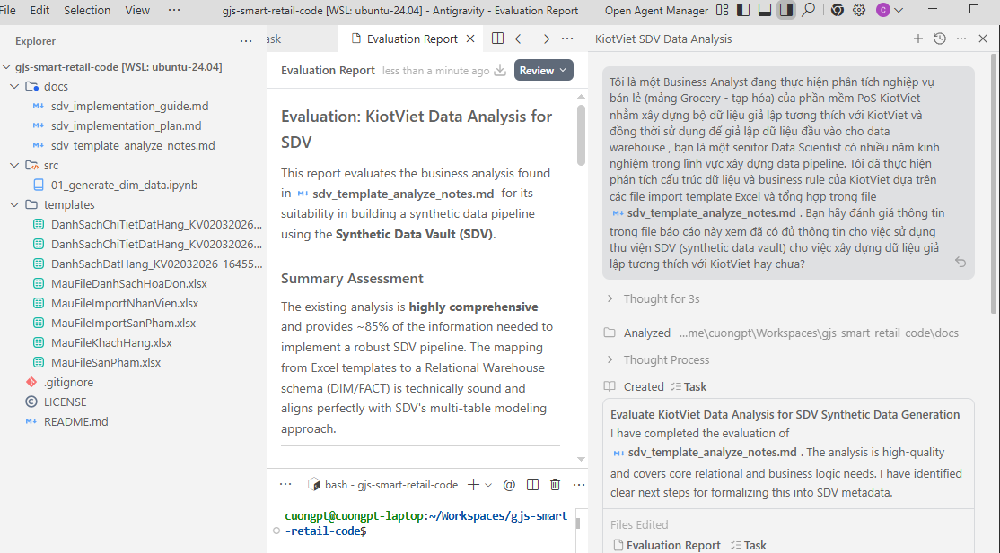 File Edit Selection View ··· gjs-smart-retail-code [WSL: ubuntu-24.04] - Antigravity - Evaluation Report Open Agent Manager C
Explorer ···
gjs-smart-retail-code [WSL: ubuntu-24.04]
docs
sdv_implementation_guide.md
sdv_implementation_plan.md
sdv_template_analyze_notes.md
src
01_generate_dim_data.ipynb
templates
DanhSachChiTietDatHang_KV02032026...
DanhSachChiTietDatHang_KV02032026...
DanhSachDatHang_KV02032026-16455...
MauFileDanhSachHoaDon.xlsx
MauFileImportNhanVien.xlsx
MauFileImportSanPham.xlsx
MauFileKhachHang.xlsx
MauFileSanPham.xlsx
.gitignore
LICENSE
README.md
ask Evaluation Report ···
Evaluation Report less than a minute ago Review
Evaluation: KiotViet Data Analysis for
SDV
This report evaluates the business analysis found
in sdv_template_analyze_notes.md for its
suitability in building a synthetic data pipeline
using the Synthetic Data Vault (SDV).
Summary Assessment
The existing analysis is highly comprehensive
and provides ~85% of the information needed to
implement a robust SDV pipeline. The mapping
from Excel templates to a Relational Warehouse
schema (DIM/FACT) is technically sound and
aligns perfectly with SDV's multi-table modeling
approach.
··· bash - gjs-smart-retail-code @ ···
cuongpt@cuongpt-laptop:~/Workspaces/gjs-smart
-retail-code$
KiotViet SDV Data Analysis ···
Tôi là một Business Analyst đang thực hiện phân tích nghiệp vụ
bán lẻ (mảng Grocery - tạp hóa) của phần mềm PoS KiotViet
nhằm xây dựng bộ dữ liệu giả lập tương thích với KiotViet và
đồng thời sử dụng để giả lập dữ liệu đầu vào cho data
warehouse , bạn là một senitor Data Scientist có nhiều năm kinh
nghiệm trong lĩnh vực xây dựng data pipeline. Tôi đã thực hiện
phân tích cấu trúc dữ liệu và business rule của KiotViet dựa trên
các file import template Excel và tổng hợp trong file
sdv_template_analyze_notes.md . Bạn hãy đánh giá thông tin
trong file báo cáo này xem đã có đủ thông tin cho việc sử dụng
thư viện SDV (synthetic data vault) cho việc xây dựng dữ liệu giả
lập tương thích với KiotViet hay chưa?
Thought for 3s
Analyzed ...me\cuongpt\Workspaces\gjs-smart-retail-code\docs
Thought Process
Created Task
Evaluate KiotViet Data Analysis for SDV Synthetic Data Generation
I have completed the evaluation of
sdv_template_analyze_notes.md . The analysis is high-quality
and covers core relational and business logic needs. I have identified
clear next steps for formalizing this into SDV metadata.
Files Edited
Evaluation Report Task